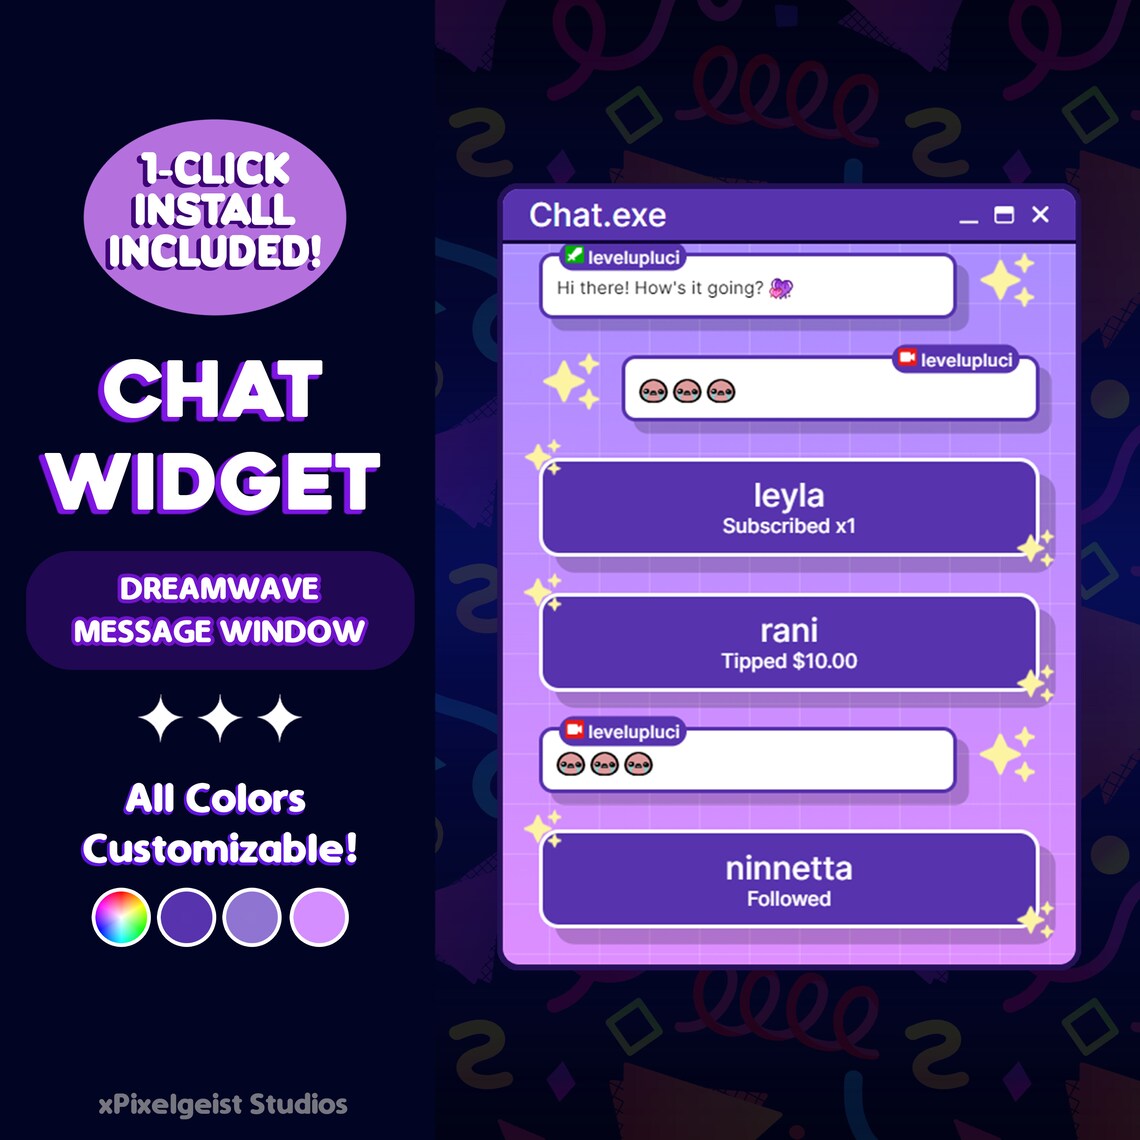 1-CLICK
INSTALL
INCLUDED!
CHAT
WIDGET
DREAMWAVE
MESSAGE WINDOW
All Colors
Customizable!
xPixelgeist Studios
Chat.exe
levelupluci
Hi there! How's it going?
levelupluci
leyla
Subscribed x1
rani
Tipped $10.00
levelupluci
ninnetta
Followed